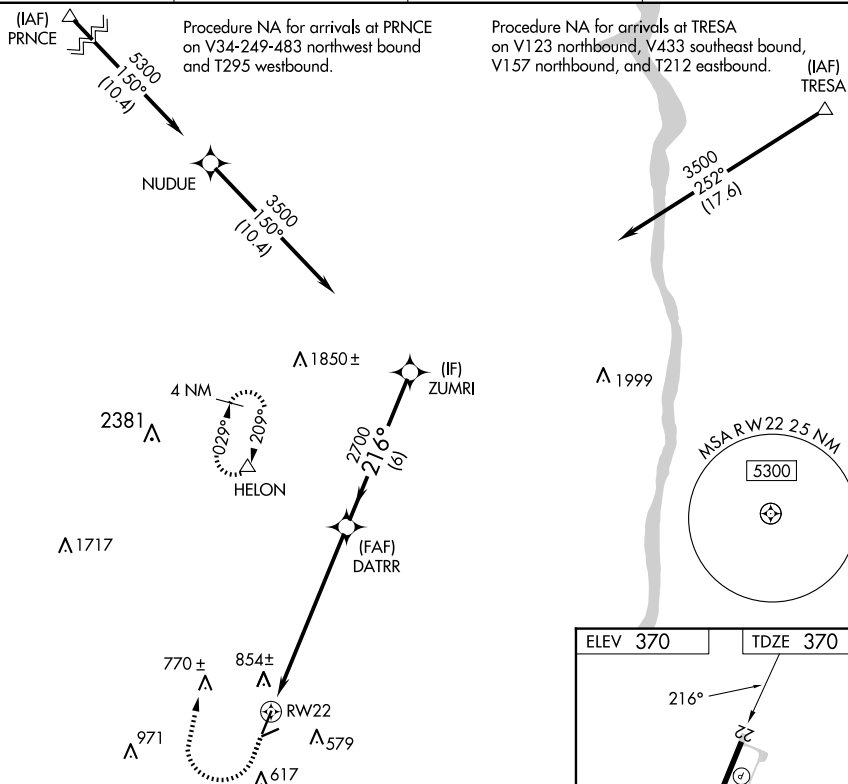 (IAF)
PRNCE
Procedure NA for arrivals at PRNCE
on V34-249-483 northwest bound
and T295 westbound.
Procedure NA for arrivals at TRESA
on V123 northbound, V433 southeast bound,
V157 northbound, and T212 eastbound.
(IAF)
TRESA
5300
150°
(10.4)
NUDUE
3500
150°
(10.4)
3500
252°
(17.6)
1850 ±
(IF)
ZUMRI
1999
4 NM
2381
029°
209°
HELON
2700
216°
(6)
MSA RW22 25 NM
5300
1717
(FAF)
DATRR
ELEV 370
TDZE 370
770 ±
854±
216°
RW22
22
971
579
617
P